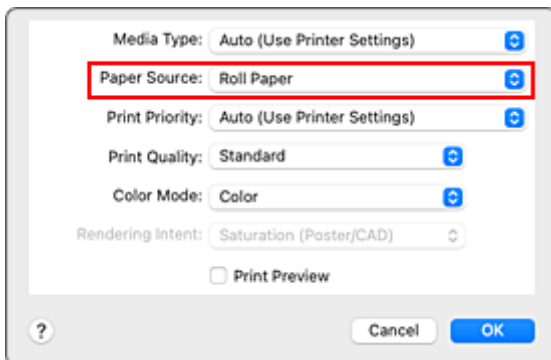 Media Type: Auto (Use Printer Settings)
Paper Source: Roll Paper
Print Priority: Auto (Use Printer Settings)
Print Quality: Standard
Color Mode: Color
Rendering Intent: Saturation (Poster/CAD)
Print Preview
? Cancel OK